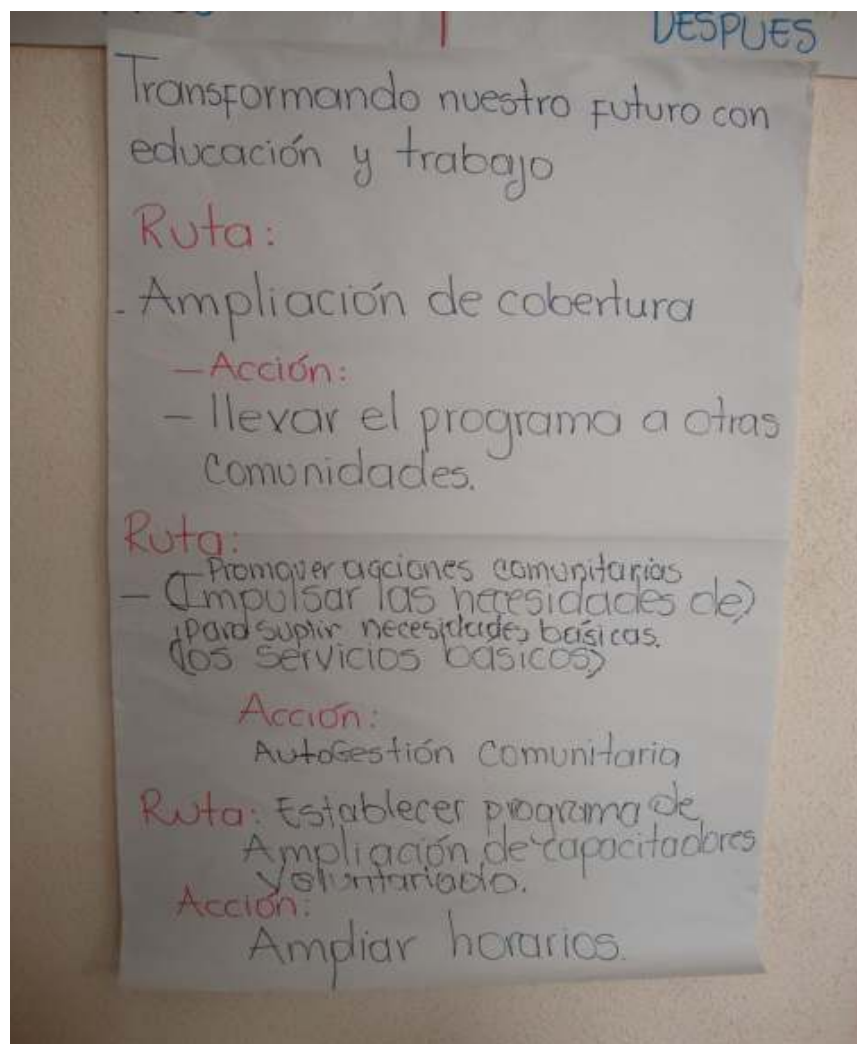 DESPUES
Transformando nuestro futuro con
educación y trabajo
Ruta:
- Ampliación de cobertura
- Acción:
- llevar el programa a otras
comunidades.
Ruta:
Promover acciones comunitarias
- (Impulsar las necesidades de)
para suplir necesidades basicas.
(los servicios básicos)
Acción:
AutoGestión Comunitaria
Ruta: Establecer programa de
Ampliación de capacitadores
Voluntariado.
Acción:
Ampliar horarios.